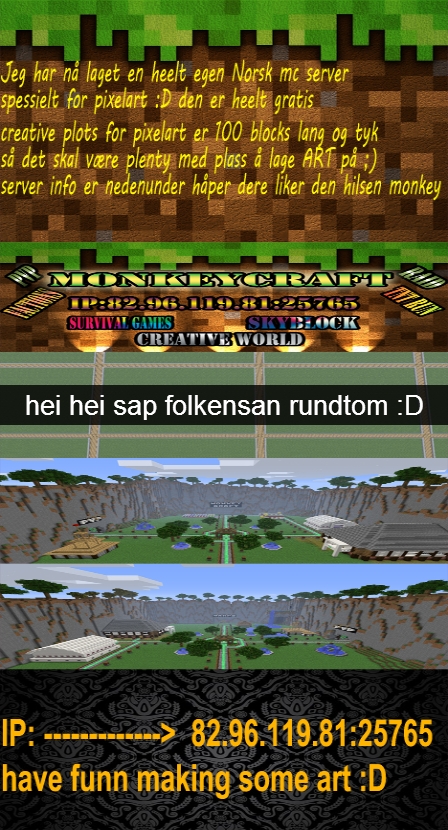 Jeg har nå laget en heelt egen Norsk mc server
spessielt for pixelart :D den er heelt gratis
creative plots for pixelart er 100 blocks lang og tyk
så det skal være plenty med plass å lage ART på ;)
server info er nedenunder håper dere liker den hilsen monkey
MONKEYCRAFT
IP:82.96.119.81:25765
SURVIVAL GAMES SKYBLOCK
CREATIVE WORLD
hei hei sap folkensan rundtom :D
IP: -------------> 82.96.119.81:25765
have funn making some art :D